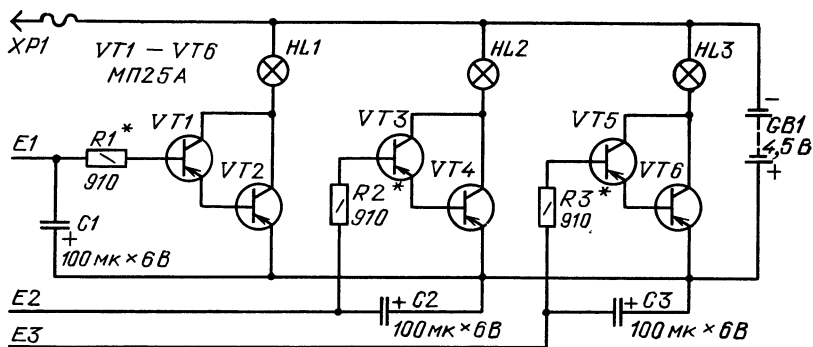 XP1
VT1 – VT6
МП25А
HL1
HL2
HL3
E1
R1*
910
VT1
VT2
C1
+
100 мк × 6 В
VT3
VT4
R2*
910
VT5
VT6
R3*
910
–
GB1
4,5 В
+
E2
+ C2
100 мк × 6 В
+ C3
100 мк × 6 В
E3